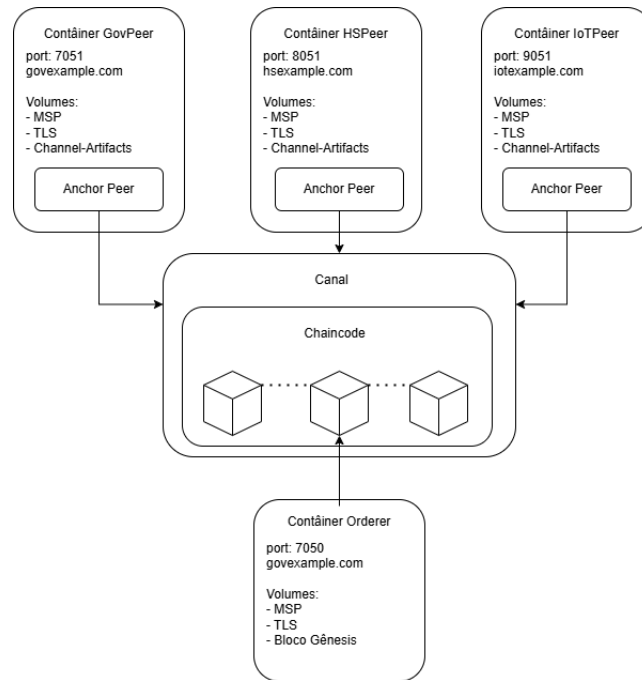 Contâiner GovPeer
port: 7051
govexample.com
Volumes:
- MSP
- TLS
- Channel-Artifacts
Anchor Peer
Contâiner HSPeer
port: 8051
hsexample.com
Volumes:
- MSP
- TLS
- Channel-Artifacts
Anchor Peer
Contâiner IoTPeer
port: 9051
iotexample.com
Volumes:
- MSP
- TLS
- Channel-Artifacts
Anchor Peer
Canal
Chaincode
Contâiner Orderer
port: 7050
govexample.com
Volumes:
- MSP
- TLS
- Bloco Gênesis